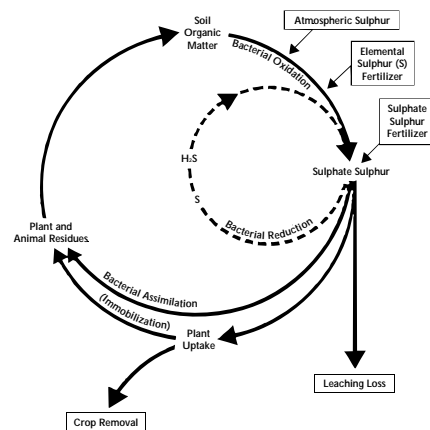 Soil
Organic
Matter
Atmospheric Sulphur
Bacterial Oxidation
Elemental
Sulphur (S)
Fertilizer
Sulphate
Sulphur
Fertilizer
H₂S
Sulphate Sulphur
S
Bacterial Reduction
Plant and
Animal Residues
Bacterial Assimilation
(Immobilization)
Plant
Uptake
Leaching Loss
Crop Removal